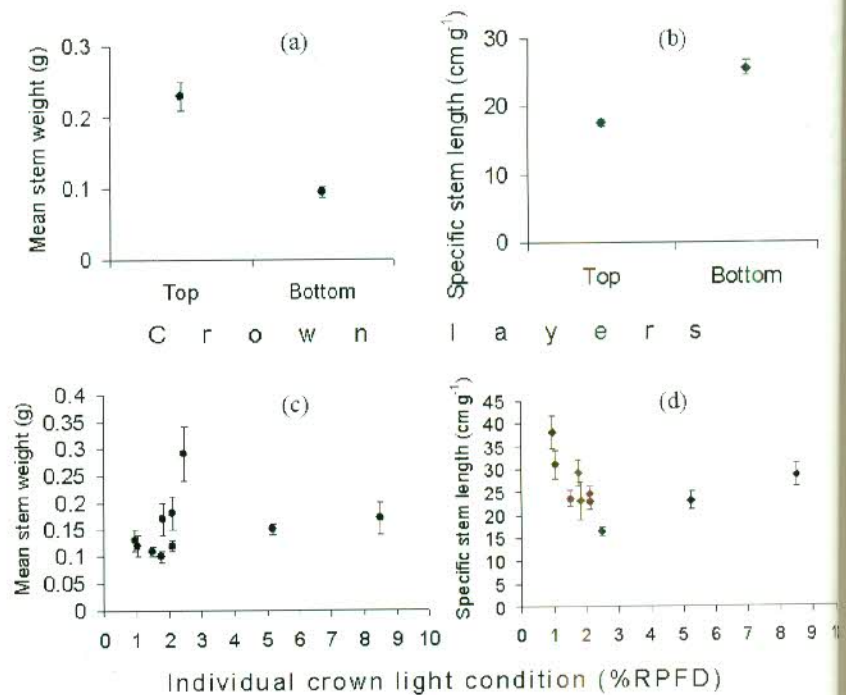 (a)
Mean stem weight (g)
0.3
0.2
0.1
0
Top Bottom
(b)
Specific stem length (cm g-1)
30
20
10
0
Top Bottom
Crown layers
(c)
Mean stem weight (g)
0.4
0.35
0.3
0.25
0.2
0.15
0.1
0.05
0
0 1 2 3 4 5 6 7 8 9 10
(d)
Specific stem length (cm g-1)
45
40
35
30
25
20
15
10
5
0
0 1 2 3 4 5 6 7 8 9
Individual crown light condition (%RPFD)